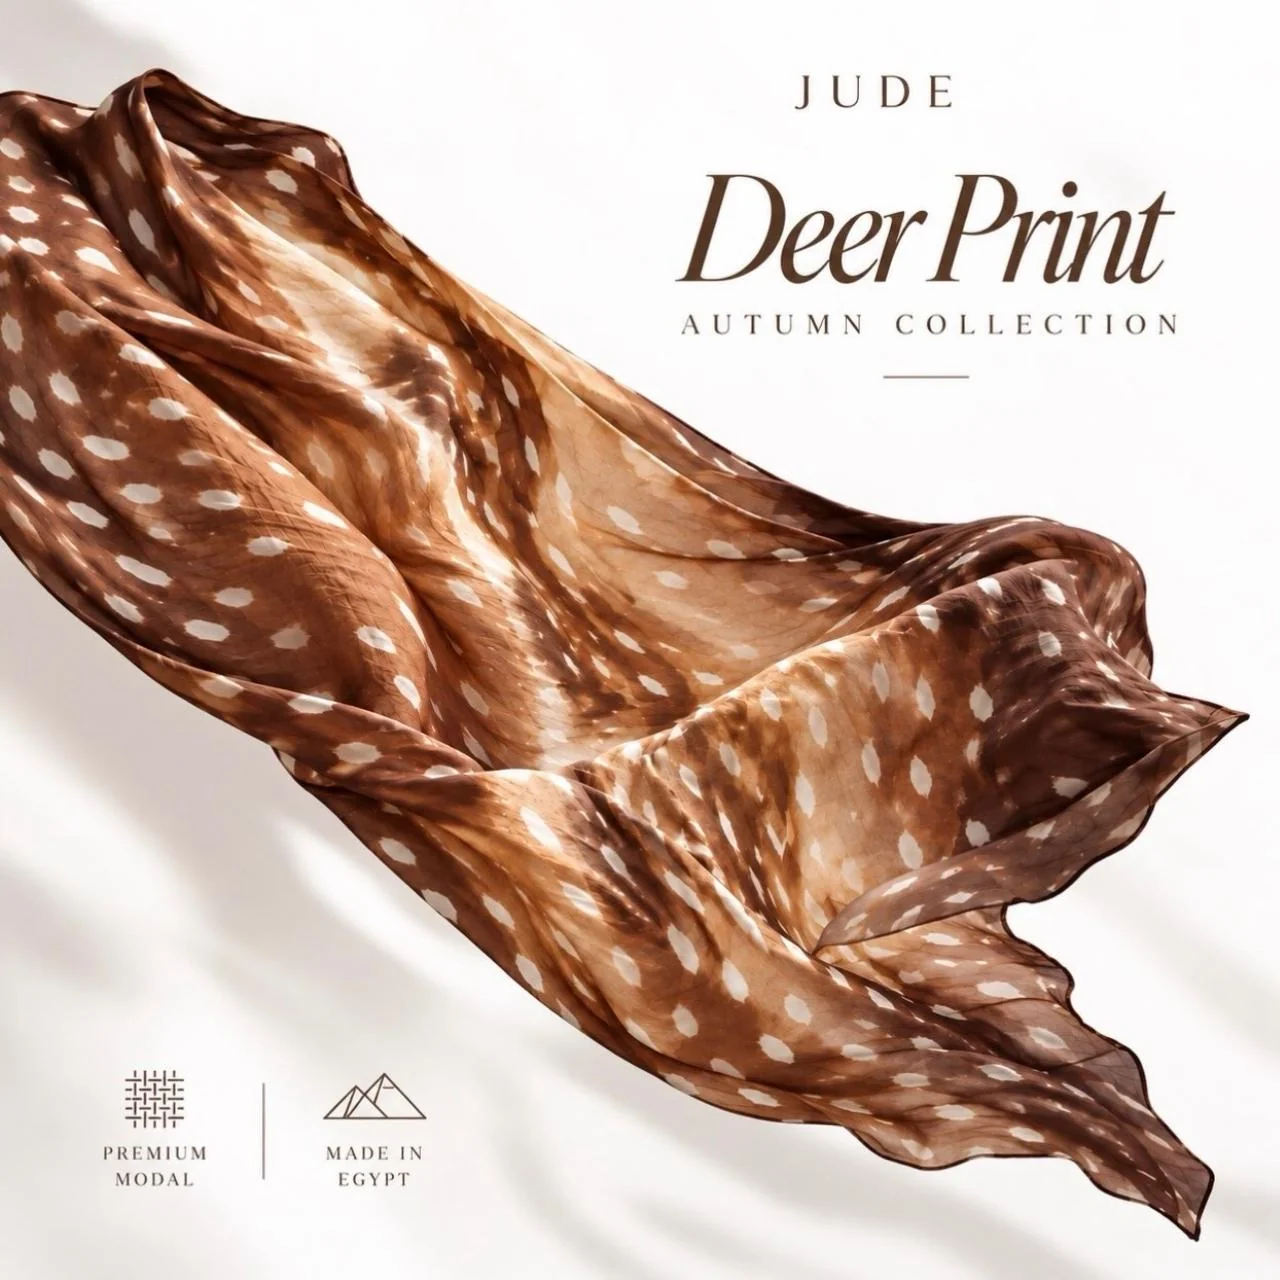 JUDE
Deer Print
AUTUMN COLLECTION
PREMIUM
MODAL
MADE IN
EGYPT